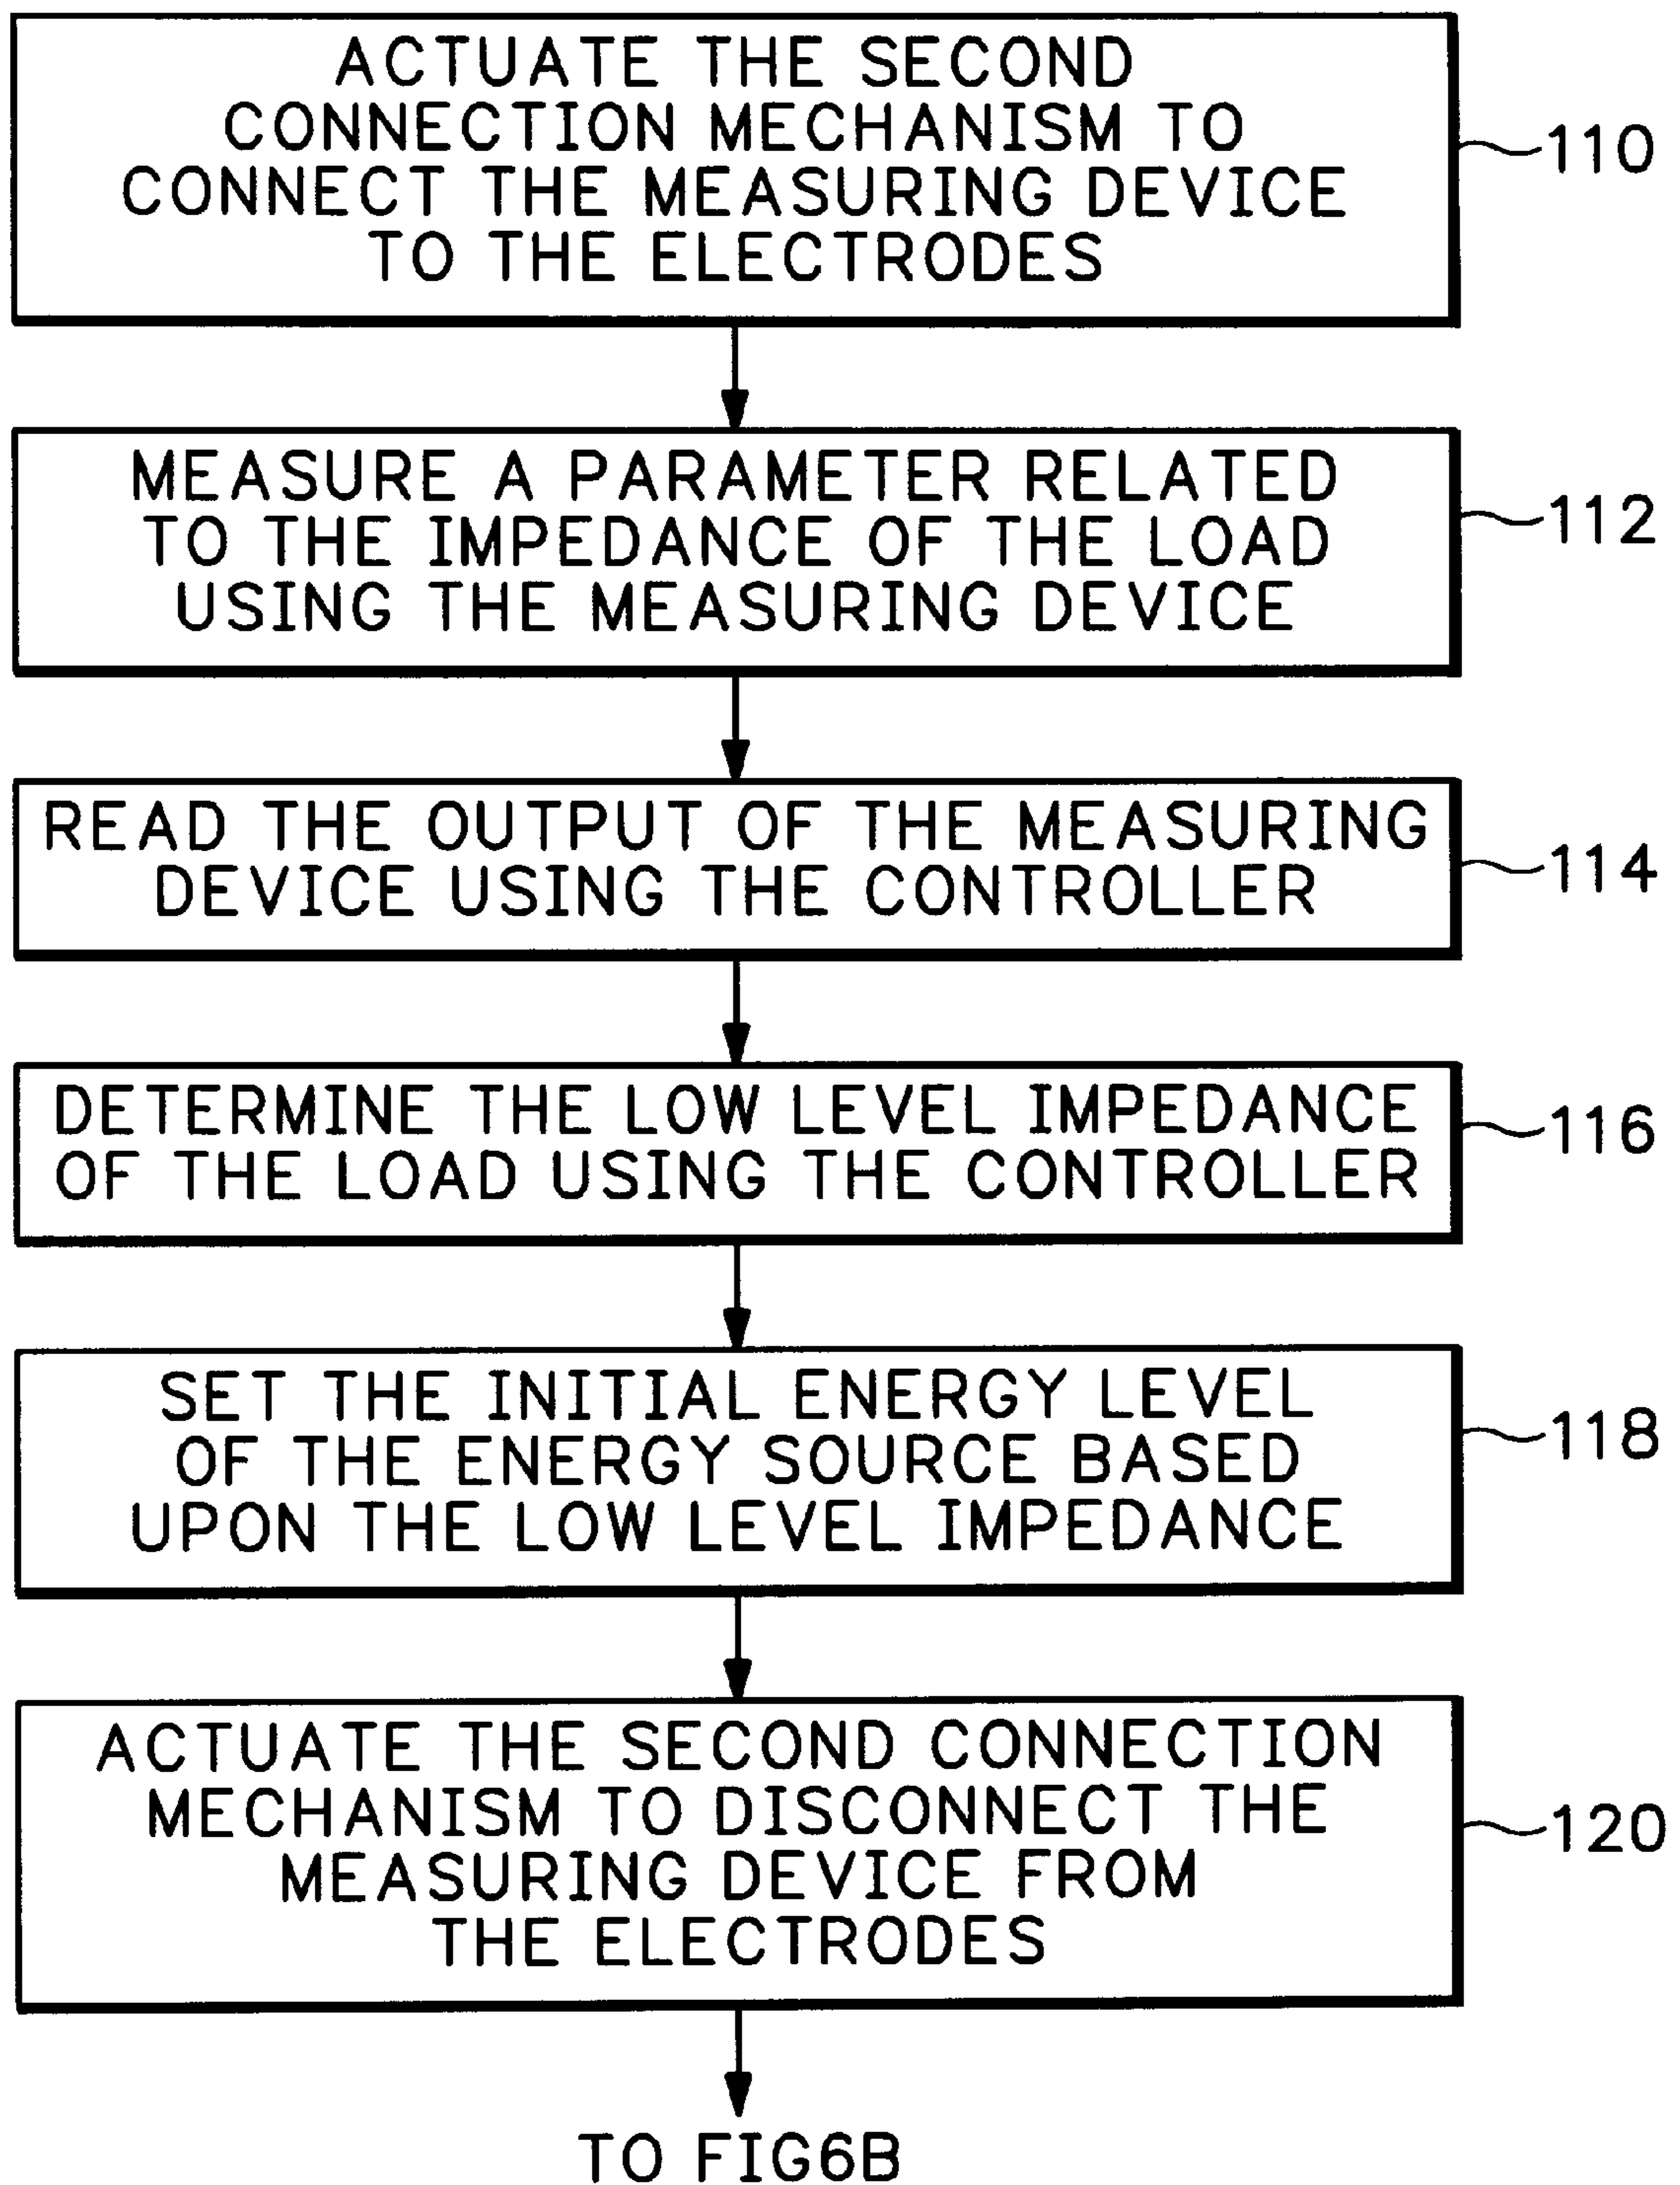 ACTUATE THE SECOND
CONNECTION MECHANISM TO
CONNECT THE MEASURING DEVICE
TO THE ELECTRODES
110
MEASURE A PARAMETER RELATED
TO THE IMPEDANCE OF THE LOAD
USING THE MEASURING DEVICE
112
READ THE OUTPUT OF THE MEASURING
DEVICE USING THE CONTROLLER
114
DETERMINE THE LOW LEVEL IMPEDANCE
OF THE LOAD USING THE CONTROLLER
116
SET THE INITIAL ENERGY LEVEL
OF THE ENERGY SOURCE BASED
UPON THE LOW LEVEL IMPEDANCE
118
ACTUATE THE SECOND CONNECTION
MECHANISM TO DISCONNECT THE
MEASURING DEVICE FROM
THE ELECTRODES
120
TO FIG6B